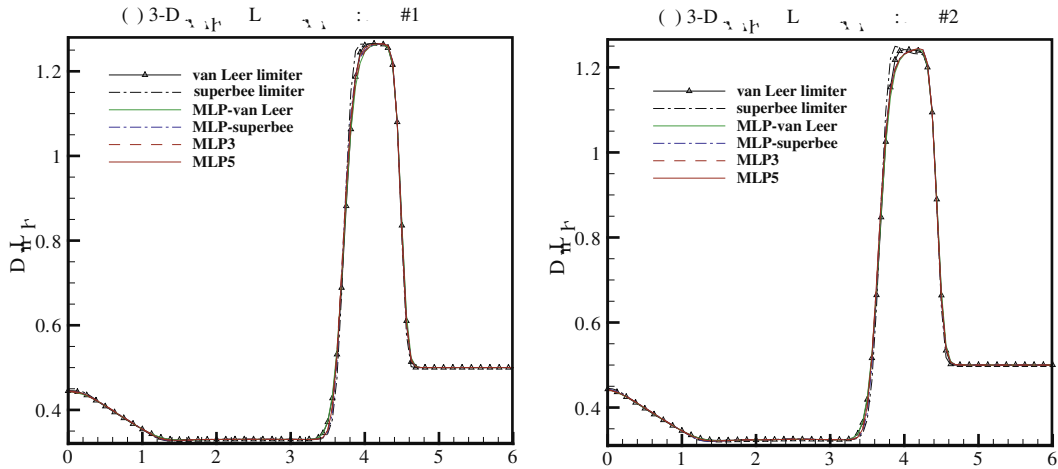 ( ) 3-D L : #1
1.2
1
0.8
0.6
0.4
0 1 2 3 4 5 6
van Leer limiter
superbee limiter
MLP-van Leer
MLP-superbee
MLP3
MLP5
( ) 3-D L : #2
1.2
1
0.8
0.6
0.4
0 1 2 3 4 5 6
van Leer limiter
superbee limiter
MLP-van Leer
MLP-superbee
MLP3
MLP5